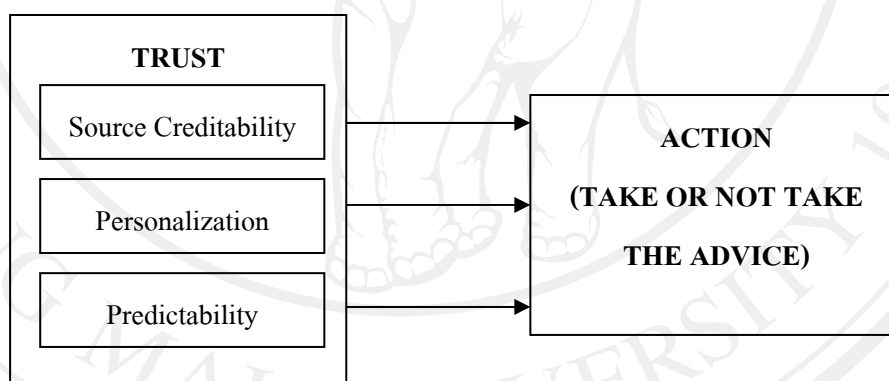 TRUST
Source Creditability
Personalization
Predictability
ACTION
(TAKE OR NOT TAKE
THE ADVICE)